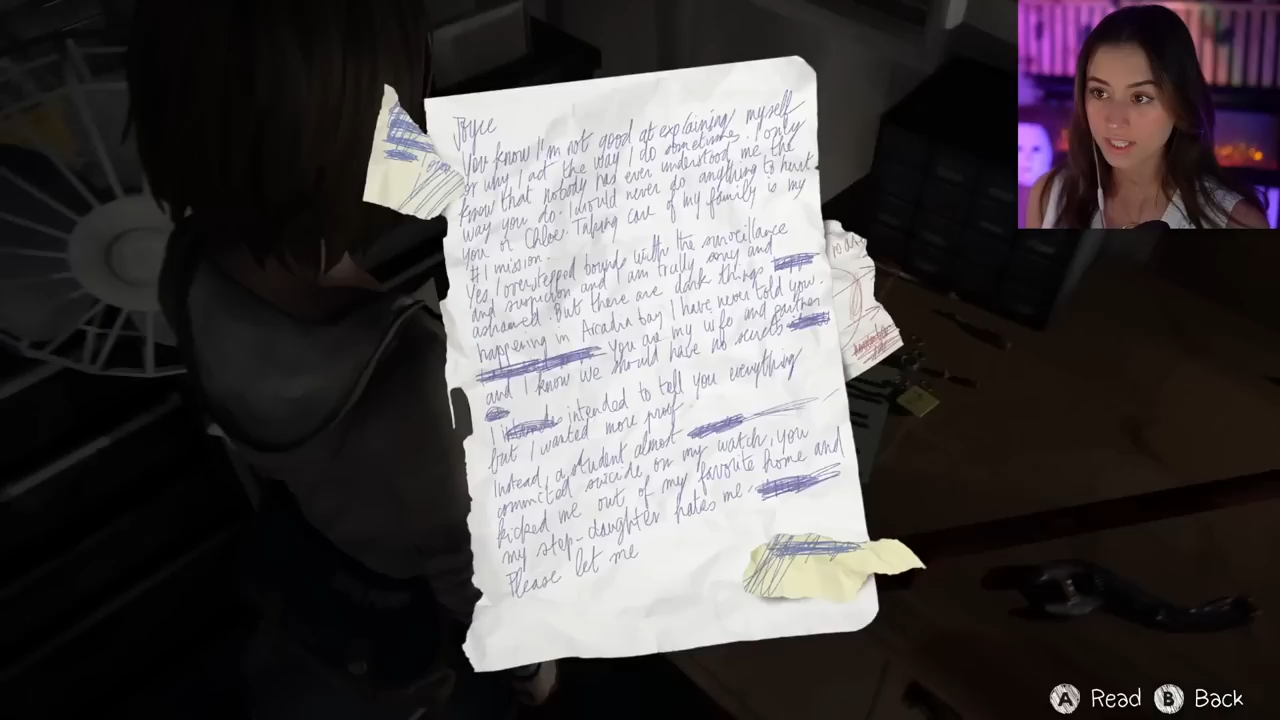 Joyce
You know I'm not good at explaining myself
or why I act the way I do sometime. I only
know that nobody has ever understood me the
way you do. I would never do anything to hurt
you or Chloe. Taking care of my family is my
#1 mission.
Yes, I overstepped bounds with the surveillance
and suspicion and I am truly sorry and
ashamed. But there are dark things
happening in Arcadia bay I have never told you.
You are my wife and partner
and I know we should have no secrets
I intended to tell you everything
but I wanted more proof.
Instead, a student almost
commited suicide on my watch, you
kicked me out of my favorite home and
my step-daughter hates me.
Please let me
A Read B Back